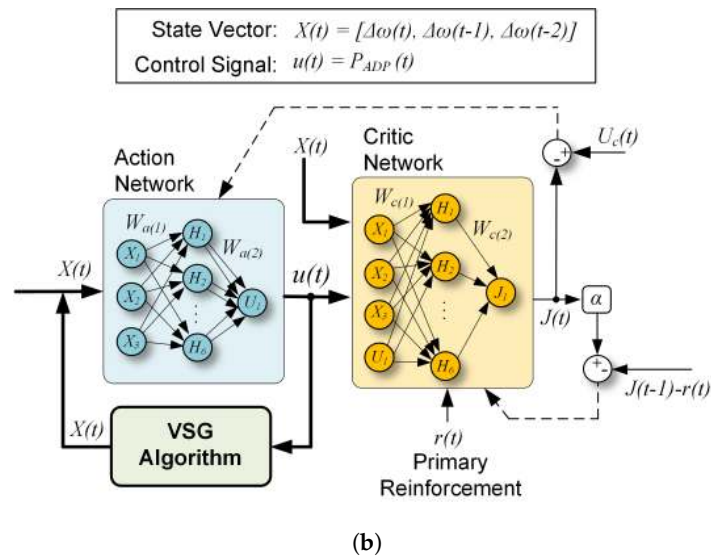 State Vector: X(t) = [Δω(t), Δω(t-1), Δω(t-2)]
Control Signal: u(t) = P_ADP (t)
Action
Network
X(t)
Critic
Network
U_c(t)
+
-
W_a(1)
W_a(2)
X_1
X_2
X_3
H_1
H_2
⋮
H_6
U_1
X(t)
u(t)
W_c(1)
W_c(2)
X_1
X_2
X_3
U_1
H_1
H_2
⋮
H_6
J_1
J(t)
α
+
-
J(t-1)-r(t)
X(t)
VSG
Algorithm
r(t)
Primary
Reinforcement
(b)